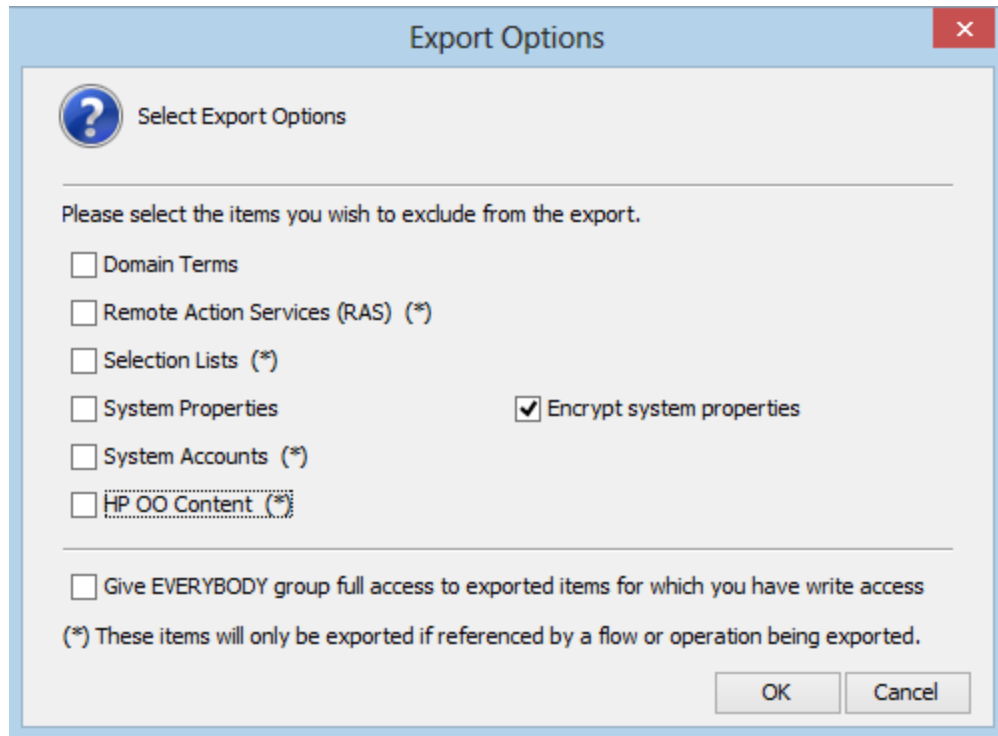 Export Options
Select Export Options
Please select the items you wish to exclude from the export.
Domain Terms
Remote Action Services (RAS) (*)
Selection Lists (*)
System Properties
Encrypt system properties
System Accounts (*)
HP OO Content (*)
Give EVERYBODY group full access to exported items for which you have write access
(*) These items will only be exported if referenced by a flow or operation being exported.
OK
Cancel